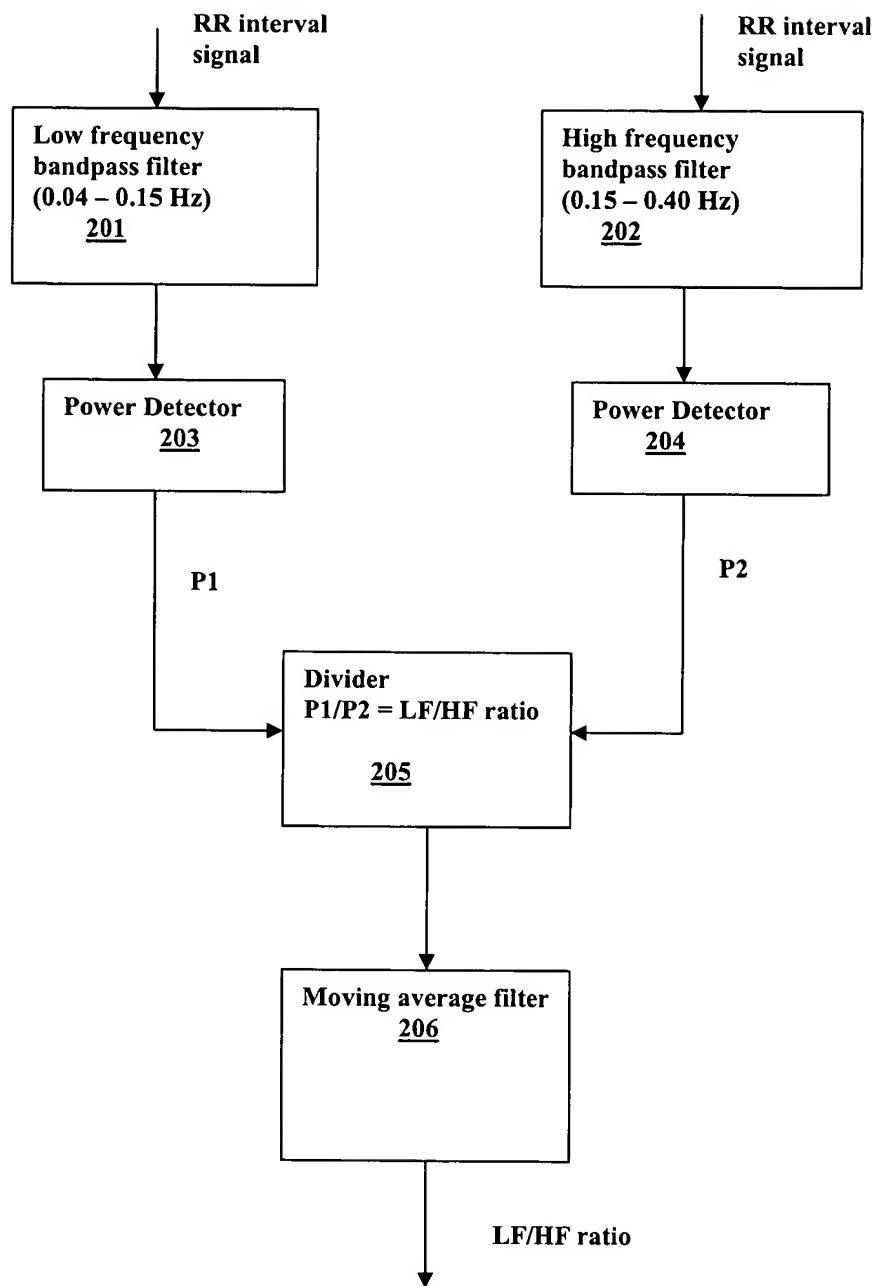 RR interval
signal
RR interval
signal
Low frequency
bandpass filter
(0.04 – 0.15 Hz)
201
High frequency
bandpass filter
(0.15 – 0.40 Hz)
202
Power Detector
203
Power Detector
204
P1
P2
Divider
P1/P2 = LF/HF ratio
205
Moving average filter
206
LF/HF ratio